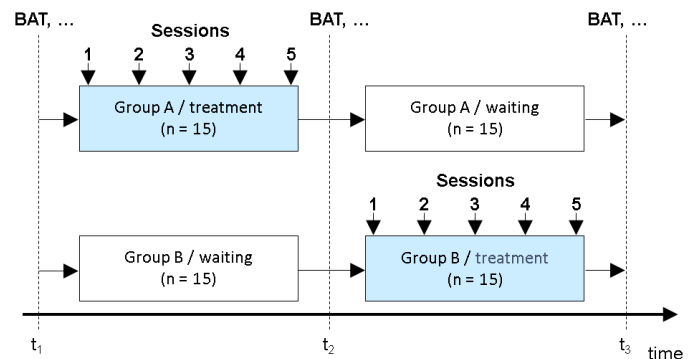 BAT, ... BAT, ... BAT, ...
Sessions
1 2 3 4 5
Group A / treatment
(n = 15)
Group A / waiting
(n = 15)
Sessions
1 2 3 4 5
Group B / waiting
(n = 15)
Group B / treatment
(n = 15)
t₁ t₂ t₃
time